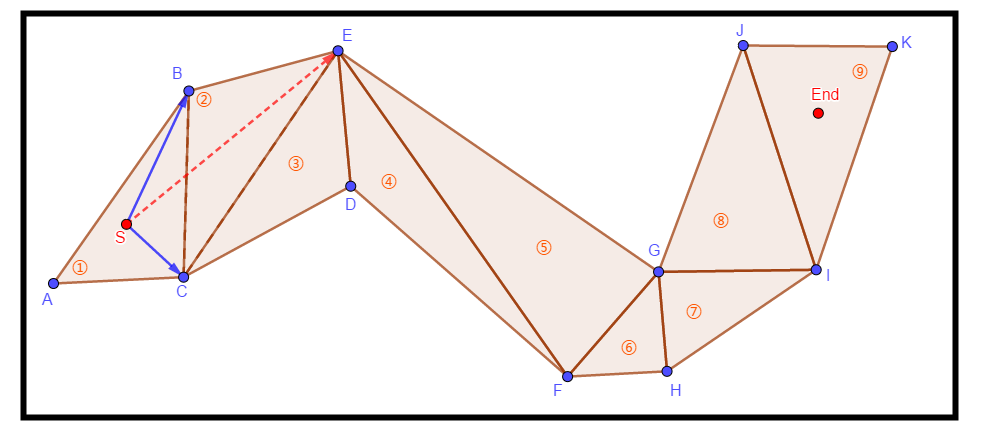 J
E
K
⑨
B
②
End
③
④
D
⑧
S
⑤
G
①
I
A
C
⑦
⑥
F
H